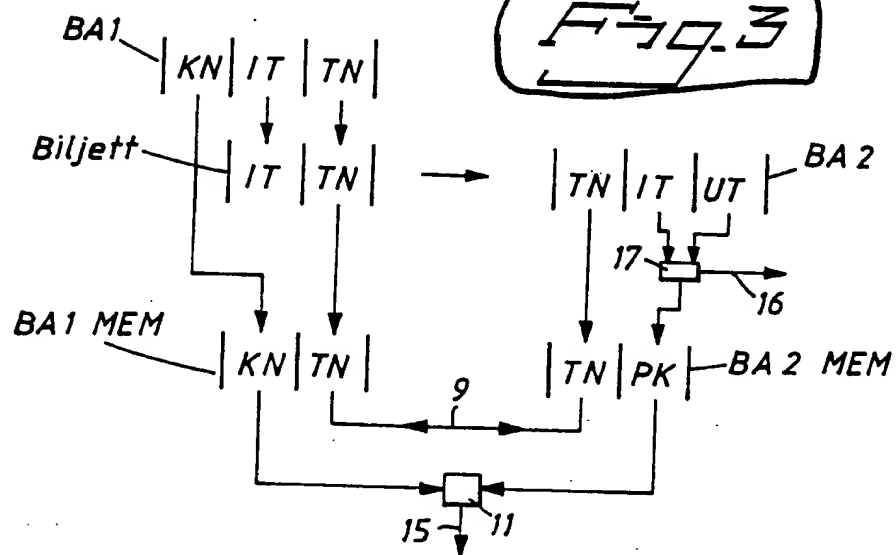 Fig. 3
BA1
KN IT TN
Biljett
IT TN
TN IT UT
BA 2
17
16
BA1 MEM
KN TN
TN PK
BA 2 MEM
9
15
11